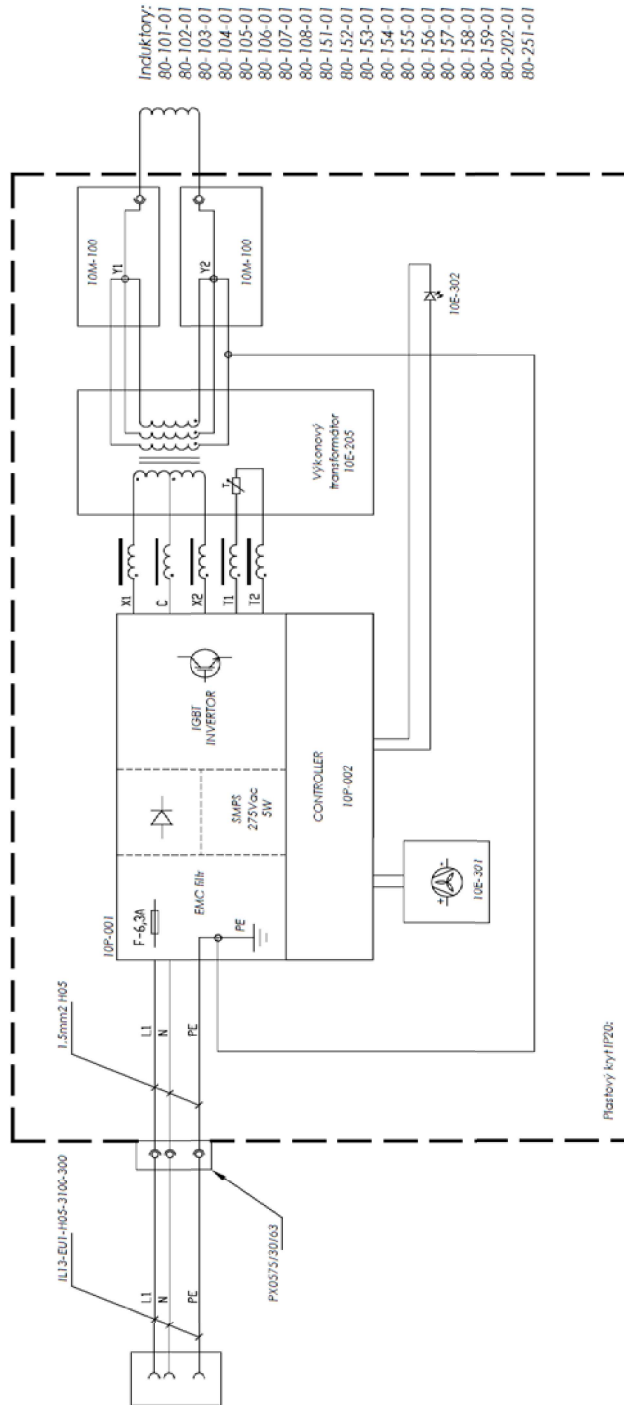 Induktory:
80-101-01
80-102-01
80-103-01
80-104-01
80-105-01
80-106-01
80-107-01
80-108-01
80-151-01
80-152-01
80-153-01
80-154-01
80-155-01
80-156-01
80-157-01
80-158-01
80-159-01
80-202-01
80-251-01
1L13-EU1-H05-3100-300
L1
N
PE
PX0575/30/63
1.5mm2 H05
L1
N
PE
10P-001
F-6,3A
EMC filtr
PE
SMPS
275Vac
5W
IGBT
INVERTOR
CONTROLLER
10P-002
+ -
10E-301
X1
C
X2
T1
T2
T
Výkonový
transformátor
10E-205
10M-100
Y1
Y2
10M-100
10E-302
Plastový kryt IP20: